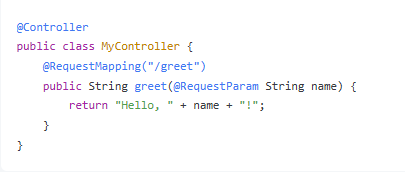 @Controller
public class MyController {
    @RequestMapping("/greet")
    public String greet(@RequestParam String name) {
        return "Hello, " + name + "!";
    }
}